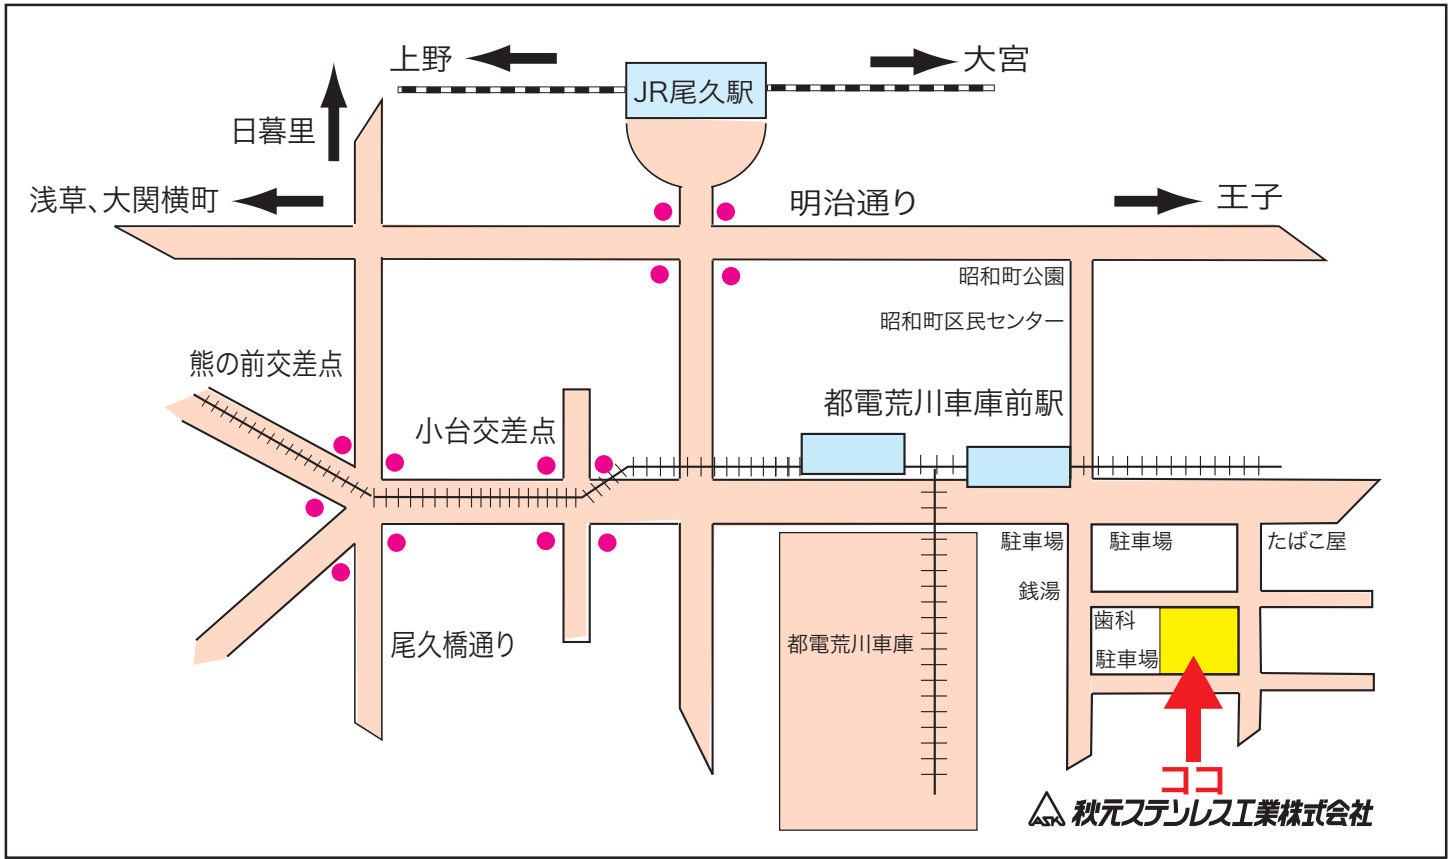 上野
大宮
JR尾久駅
日暮里
浅草、大関横町
明治通り
王子
昭和町公園
昭和町区民センター
熊の前交差点
小台交差点
都電荒川車庫前駅
駐車場
駐車場
たばこ屋
銭湯
歯科
尾久橋通り
都電荒川車庫
駐車場
ココ
ASK 秋元ステンレス工業株式会社